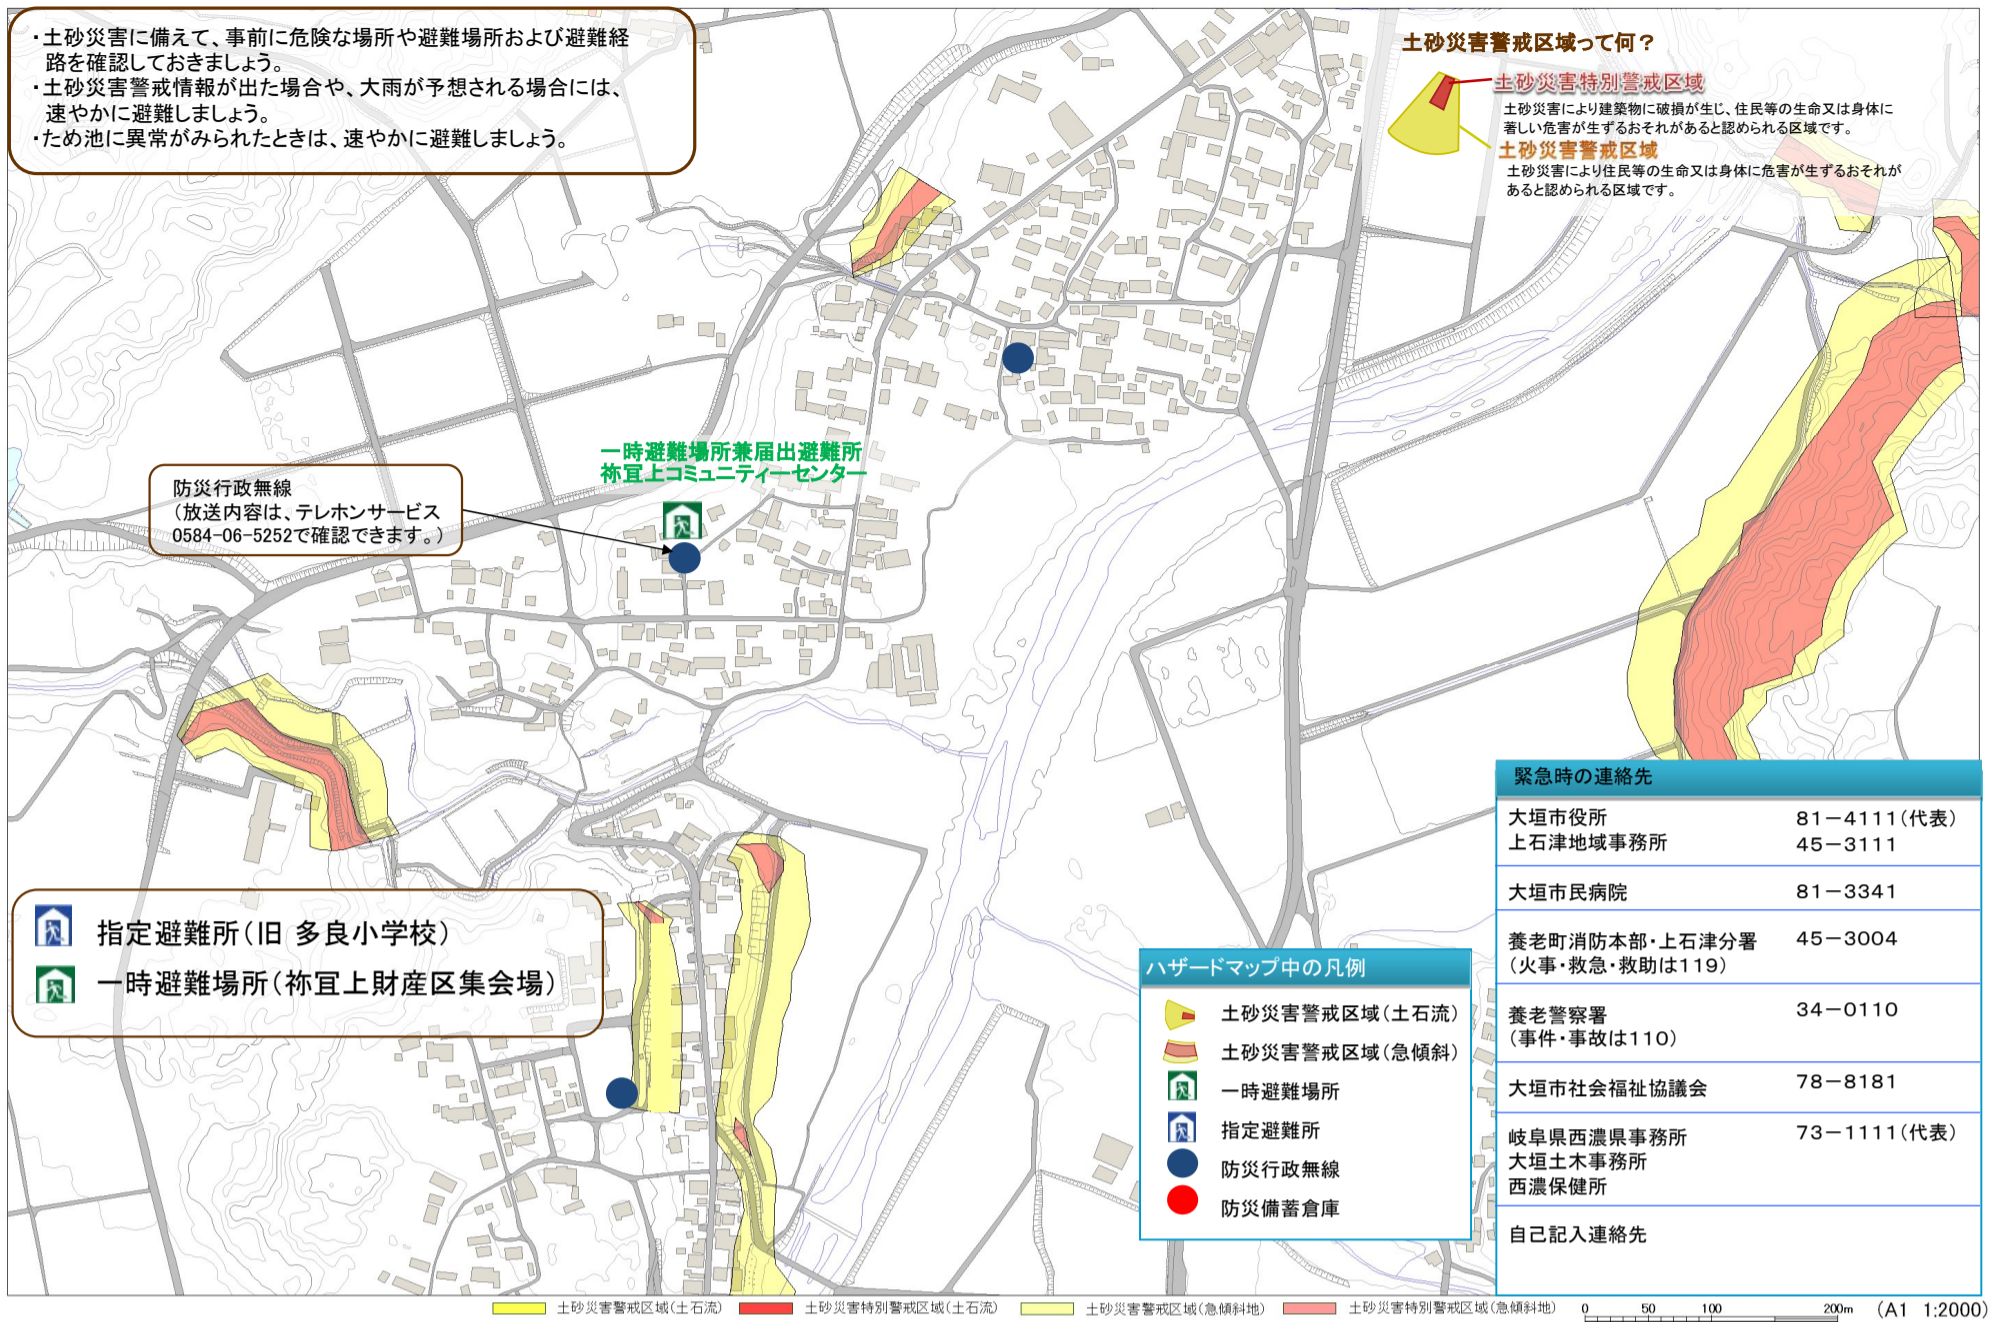 ・土砂災害に備えて、事前に危険な場所や避難場所および避難経
路を確認しておきましょう。
・土砂災害警戒情報が出た場合や、大雨が予想される場合には、
速やかに避難しましょう。
・ため池に異常がみられたときは、速やかに避難しましょう。
土砂災害警戒区域って何？
土砂災害特別警戒区域
土砂災害により建築物に破損が生じ、住民等の生命又は身体に
著しい危害が生ずるおそれがあると認められる区域です。
土砂災害警戒区域
土砂災害により住民等の生命又は身体に危害が生ずるおそれが
あると認められる区域です。
一時避難場所兼届出避難所
祢宜上コミュニティーセンター
防災行政無線
（放送内容は、テレホンサービス
0584-06-5252で確認できます。）
指定避難所（旧 多良小学校）
一時避難場所（祢宜上財産区集会場）
ハザードマップ中の凡例
土砂災害警戒区域（土石流）
土砂災害警戒区域（急傾斜）
一時避難場所
指定避難所
防災行政無線
防災備蓄倉庫
緊急時の連絡先
大垣市役所 81－4111（代表）
上石津地域事務所 45－3111
大垣市民病院 81－3341
養老町消防本部・上石津分署 45－3004
（火事・救急・救助は119）
養老警察署 34－0110
（事件・事故は110）
大垣市社会福祉協議会 78－8181
岐阜県西濃県事務所 73－1111（代表）
大垣土木事務所
西濃保健所
自己記入連絡先
土砂災害警戒区域（土石流） 土砂災害特別警戒区域（土石流） 土砂災害警戒区域（急傾斜地） 土砂災害特別警戒区域（急傾斜地） 0 50 100 200m （A1 1:2000）